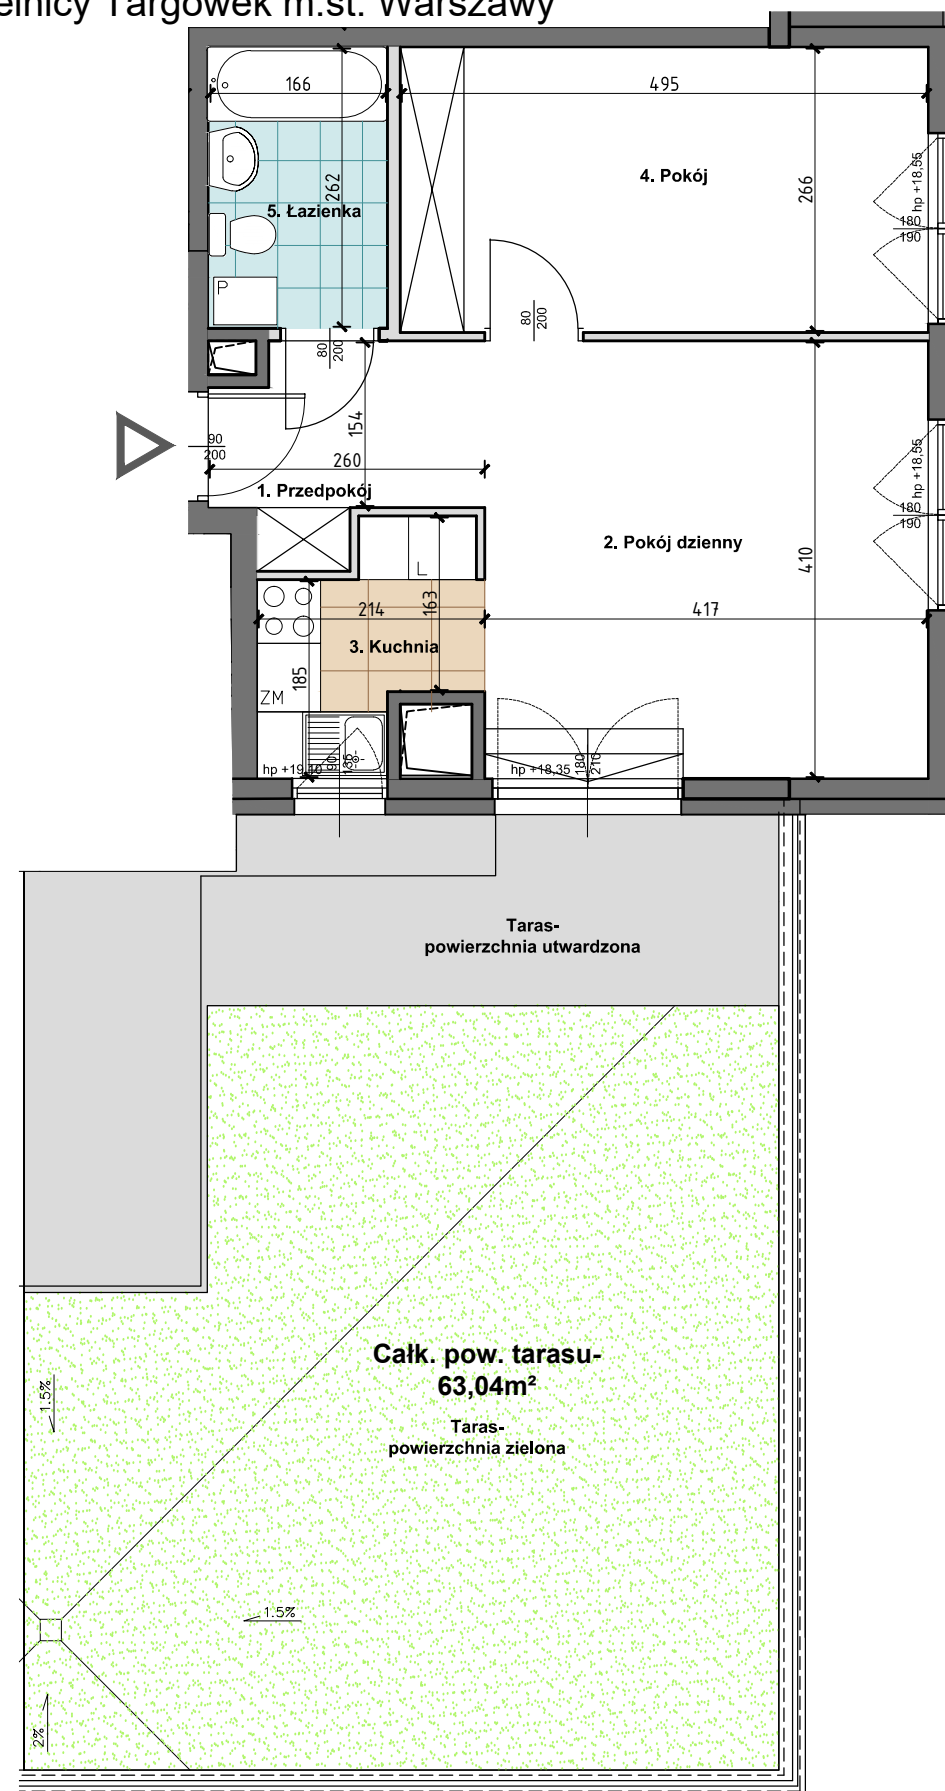 elnicy Targówek m.st. Warszawy
166
495
262
266
4. Pokój
5. Łazienka
P
hp +18,55
180
190
80
200
80
200
154
90
200
260
1. Przedpokój
hp +18,55
180
190
2. Pokój dzienny
410
L
163
214
417
3. Kuchnia
185
ZM
hp +19,10
90
hp +18,35
180
210
Taras-
powierzchnia utwardzona
Całk. pow. tarasu-
63,04m²
Taras-
powierzchnia zielona
1.5%
1.5%
2%